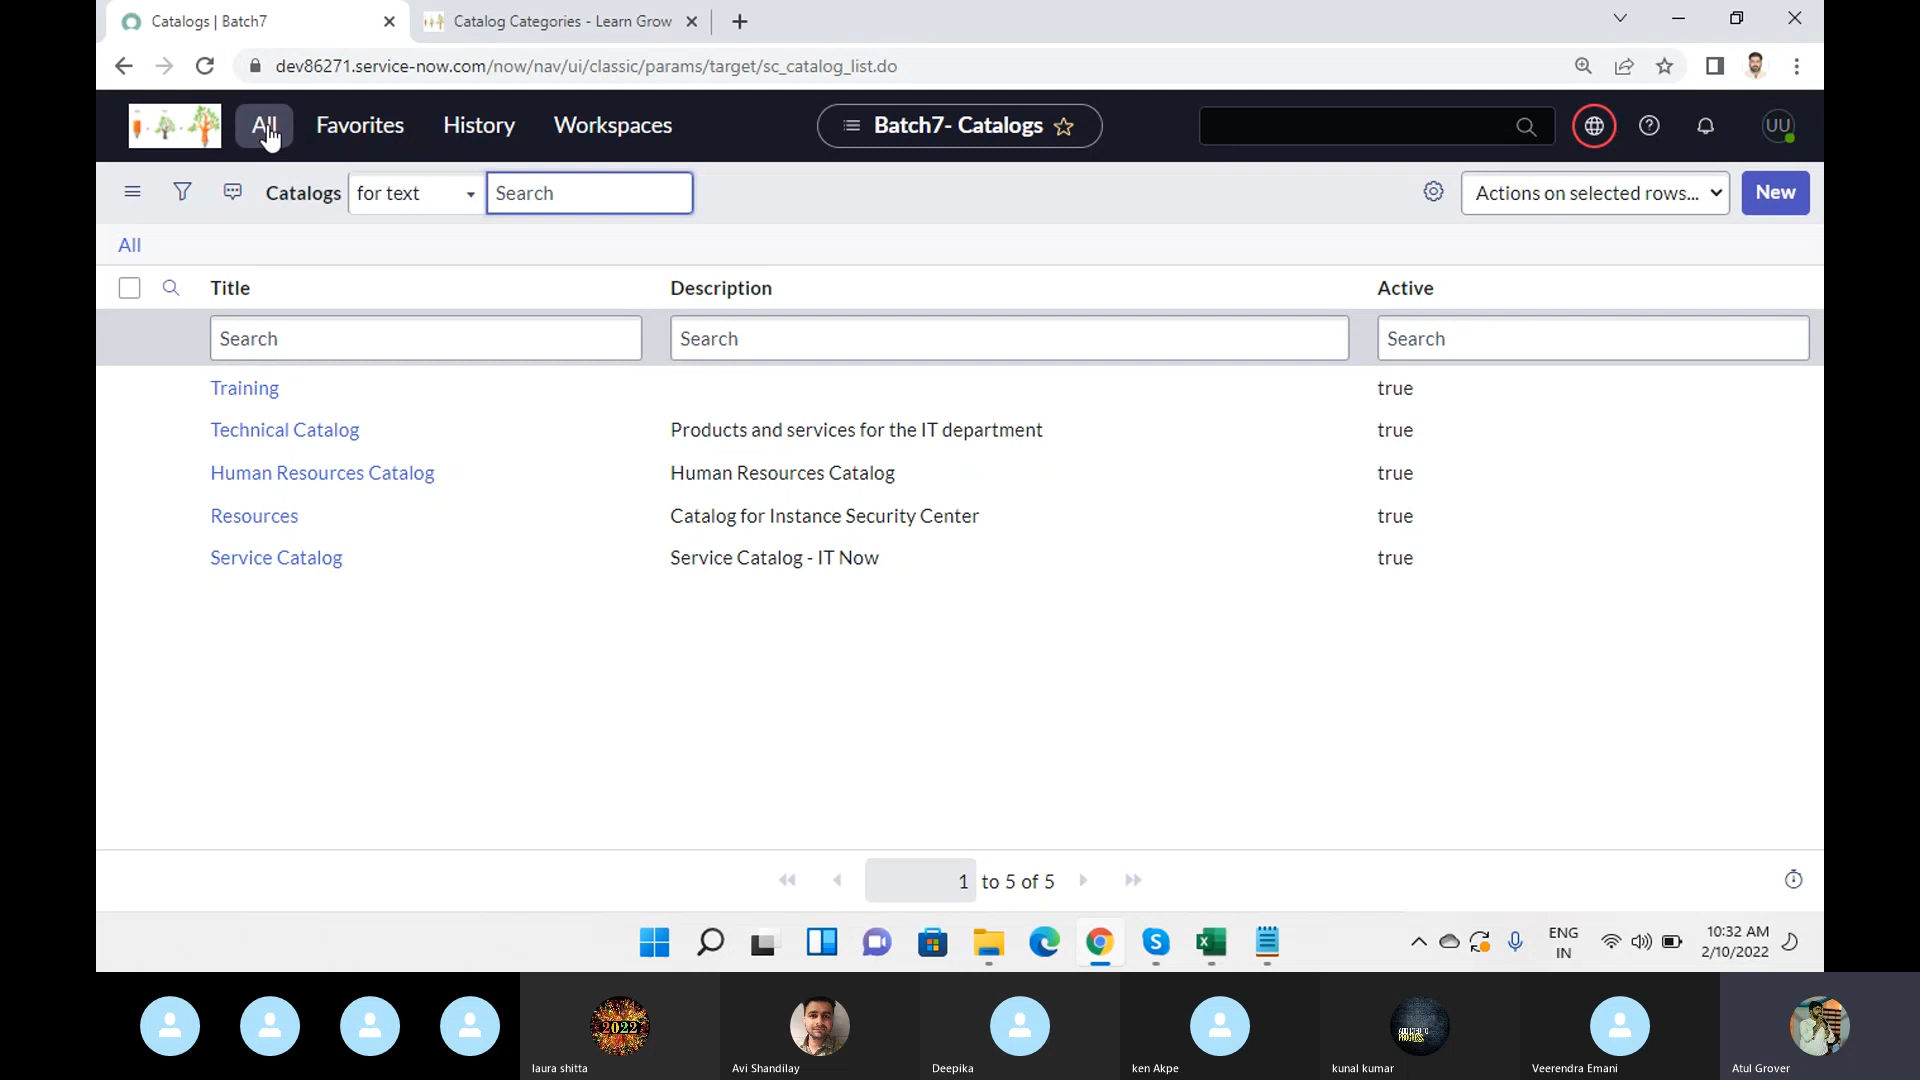 Catalogs | Batch7
Catalog Categories - Learn Grow
dev86271.service-now.com/now/nav/ui/classic/params/target/sc_catalog_list.do
All
Favorites
History
Workspaces
Batch7- Catalogs
UU
Catalogs
for text
Search
Actions on selected rows...
New
All
Title
Description
Active
Search
Search
Search
Training
true
Technical Catalog
Products and services for the IT department
true
Human Resources Catalog
Human Resources Catalog
true
Resources
Catalog for Instance Security Center
true
Service Catalog
Service Catalog - IT Now
true
1 to 5 of 5
ENG
IN
10:32 AM
2/10/2022
2022
laura shitta
Avi Shandilay
Deepika
ken Akpe
kunal kumar
Veerendra Emani
Atul Grover